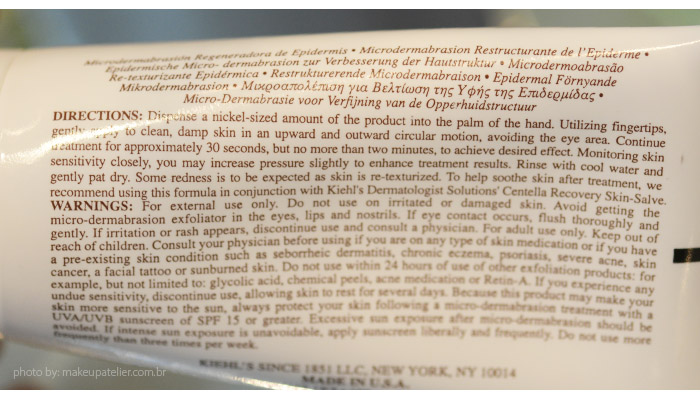 Microdermabrasión Regeneradora de Epidermis • Microdermabrasion Restructurante de l'Epiderme •
Epidermische Micro- dermabrasion zur Verbesserung der Hautstruktur • Microdermoabrasão
Re-texturizante Epidérmica • Restrukturerende Microdermabraison • Epidermal Förnyande
Mikrodermabrasion • Μικροαπολέπιση για Βελτίωση της Υφής της Επιδερμίδας •
Micro-Dermabrasie voor Verfijning van de Opperhuidstructuur
DIRECTIONS: Dispense a nickel-sized amount of the product into the palm of the hand. Utilizing fingertips,
gently apply to clean, damp skin in an upward and outward circular motion, avoiding the eye area. Continue
treatment for approximately 30 seconds, but no more than two minutes, to achieve desired effect. Monitoring skin
sensitivity closely, you may increase pressure slightly to enhance treatment results. Rinse with cool water and
gently pat dry. Some redness is to be expected as skin is re-texturized. To help soothe skin after treatment, we
recommend using this formula in conjunction with Kiehl's Dermatologist Solutions' Centella Recovery Skin-Salve.
WARNINGS: For external use only. Do not use on irritated or damaged skin. Avoid getting the
micro-dermabrasion exfoliator in the eyes, lips and nostrils. If eye contact occurs, flush thoroughly and
gently. If irritation or rash appears, discontinue use and consult a physician. For adult use only. Keep out of
reach of children. Consult your physician before using if you are on any type of skin medication or if you have
a pre-existing skin condition such as seborrheic dermatitis, chronic eczema, psoriasis, severe acne, skin
cancer, a facial tattoo or sunburned skin. Do not use within 24 hours of use of other exfoliation products: for
example, but not limited to: glycolic acid, chemical peels, acne medication or Retin-A. If you experience any
undue sensitivity, discontinue use, allowing skin to rest for several days. Because this product may make your
skin more sensitive to the sun, always protect your skin following a micro-dermabrasion treatment with a
UVA/UVB sunscreen of SPF 15 or greater. Excessive sun exposure after micro-dermabrasion should be
avoided. If intense sun exposure is unavoidable, apply sunscreen liberally and frequently. Do not use more
frequently than three times per week.
KIEHL'S SINCE 1851 LLC, NEW YORK, NY 10014
MADE IN U.S.A.
photo by: makeupatelier.com.br